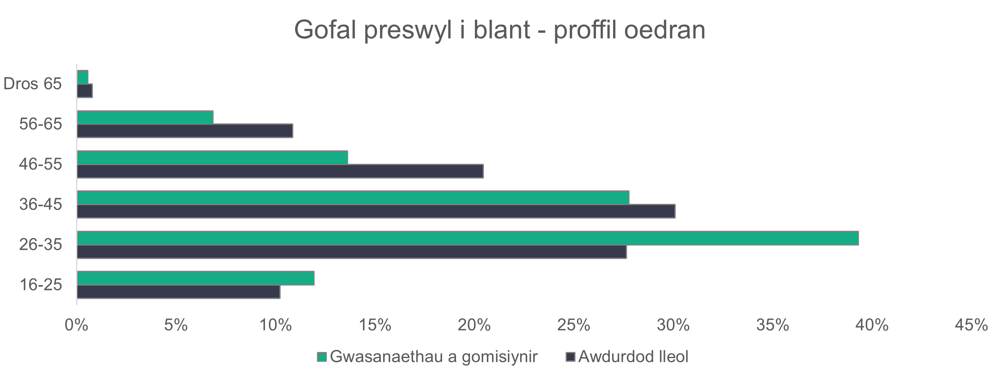 Gofal preswyl i blant - proffil oedran
Dros 65
56-65
46-55
36-45
26-35
16-25
0% 5% 10% 15% 20% 25% 30% 35% 40% 45%
Gwasanaethau a gomisiynir Awdurdod lleol